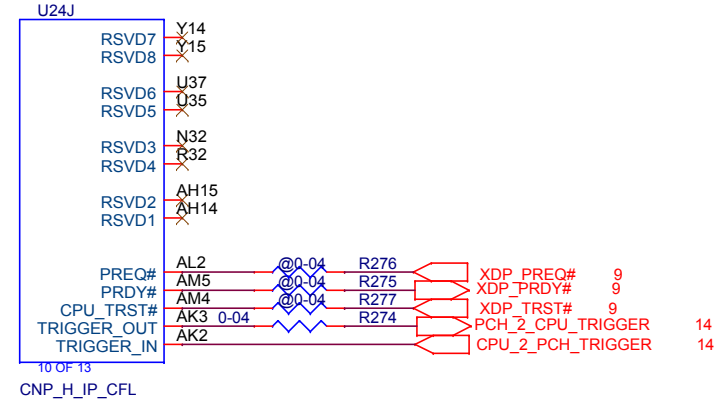 U24J
RSVD7 Y14
RSVD8 Y15
RSVD6 U37
RSVD5 U35
RSVD3 N32
RSVD4 R32
RSVD2 AH15
RSVD1 AH14
PREQ# AL2 @0-04 R276 XDP_PREQ# 9
PRDY# AM5 @0-04 R275 XDP_PRDY# 9
CPU_TRST# AM4 @0-04 R277 XDP_TRST# 9
TRIGGER_OUT AK3 0-04 R274 PCH_2_CPU_TRIGGER 14
TRIGGER_IN AK2 CPU_2_PCH_TRIGGER 14
10 OF 13
CNP_H_IP_CFL